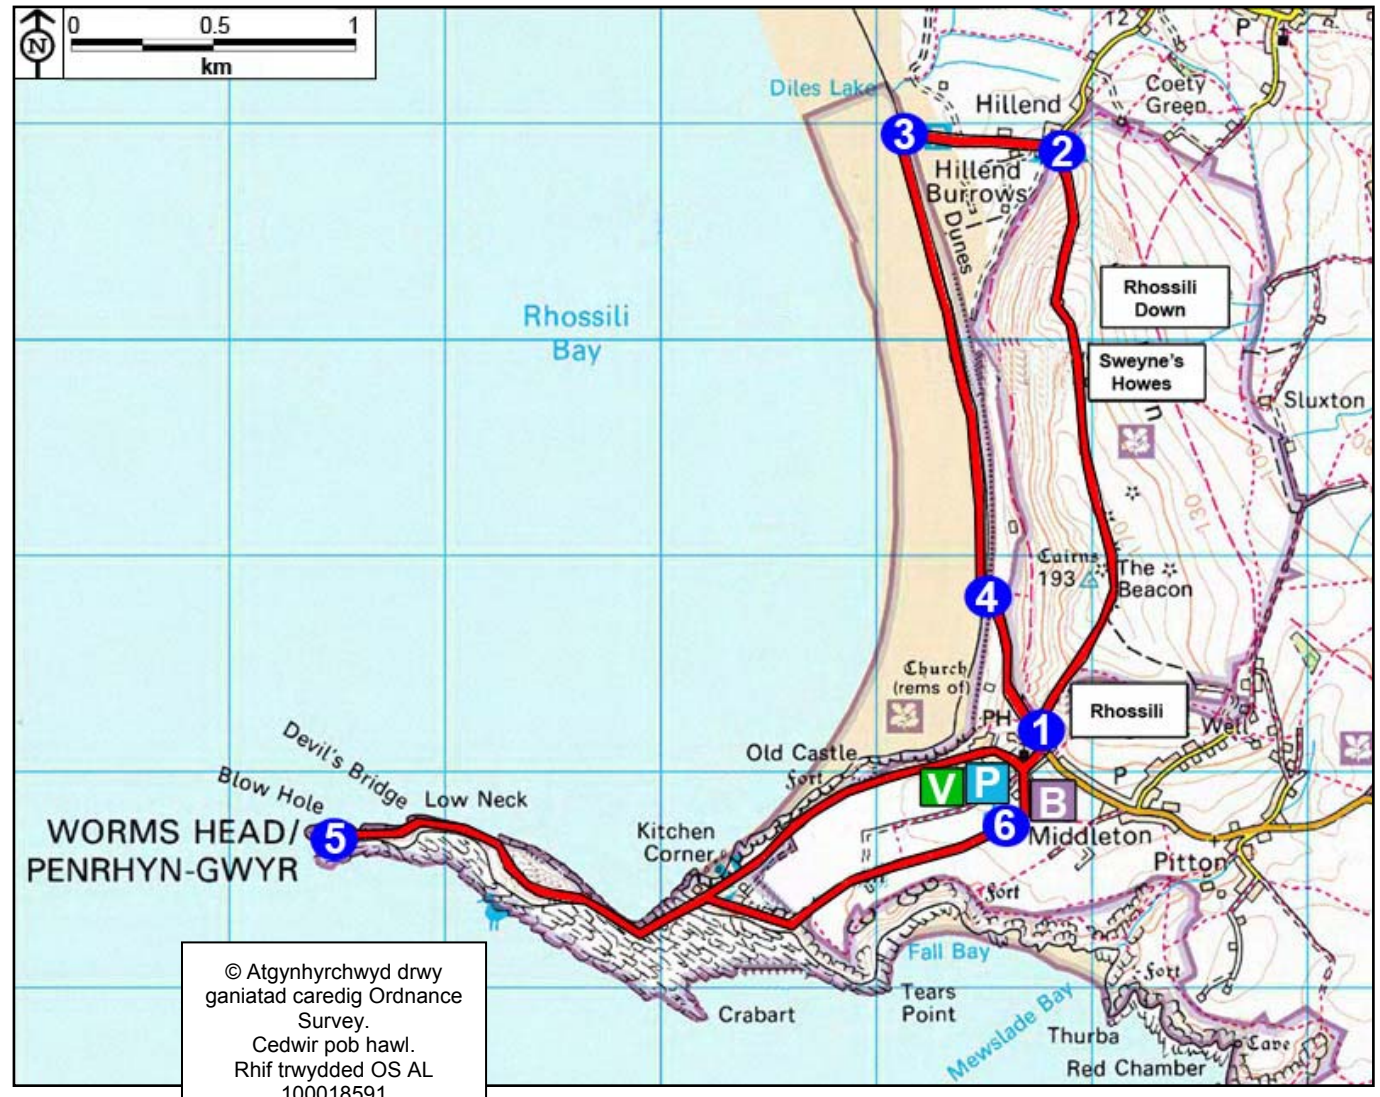 0 0.5 1
km
N
12
P
Diles Lake
Hillend
Coety
Green
3
2
Hillend
Burrows
Dunes
Rhossili
Down
Rhossili
Bay
Sweyne's
Howes
n
Sluxton
100
130
Cairns
193
The
Beacon
4
Church
(rems of)
PH
1
Rhossili
Well
Old Castle
fort
P
V P B
Devil's Bridge
Blow Hole
Low Neck
Kitchen
Corner
6
Middleton
WORMS HEAD/
PENRHYN-GWYR
5
Pitton
fort
Fall Bay
fort
Tears
Point
Crabart
Mewslade Bay
Thurba
Cave
Red Chamber
© Atgynhyrchwyd drwy
ganiatad caredig Ordnance
Survey.
Cedwir pob hawl.
Rhif trwydded OS AL
100018591